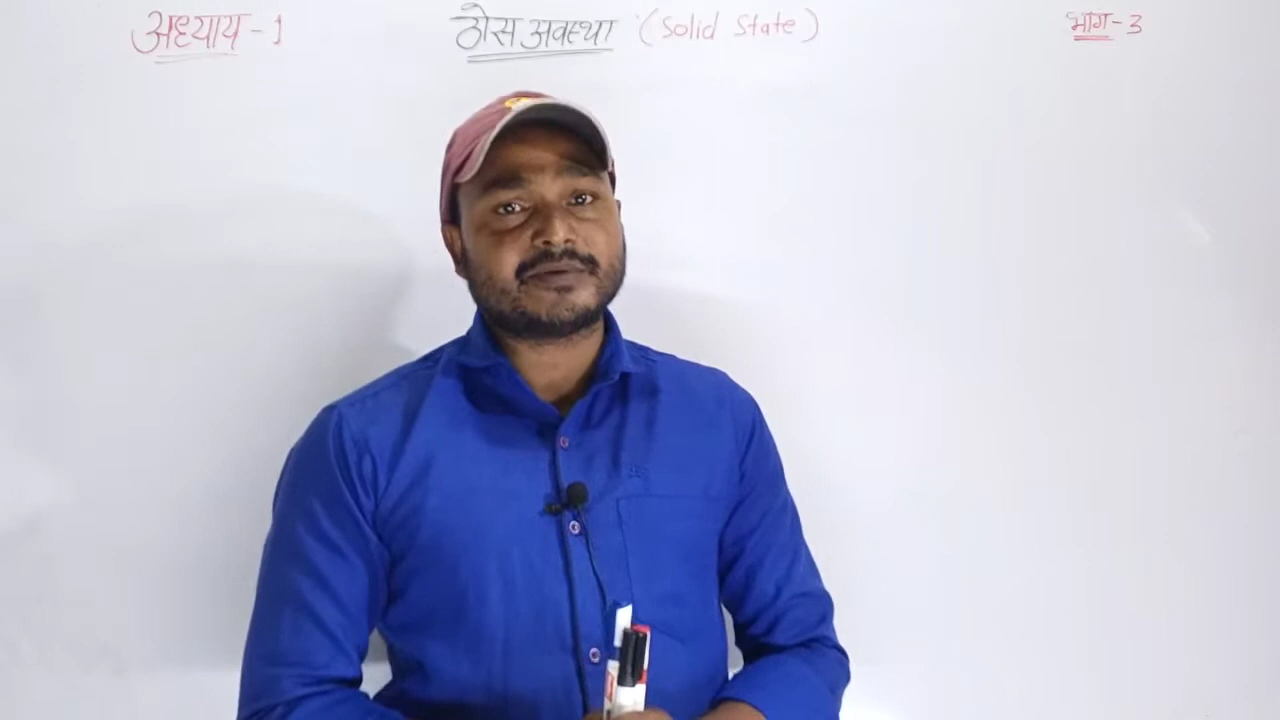 अध्याय - 1
ठोस अवस्था (Solid State)
भाग - 3